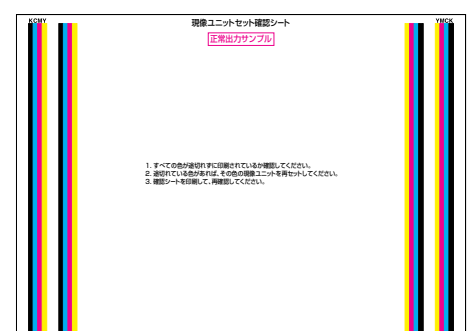 KCMY
現像ユニットセット確認シート
YMCK
正常出力サンプル
1. すべての色が途切れずに印刷されているか確認してください。
2. 途切れている色があれば、その色の現像ユニットを再セットしてください。
3. 確認シートを印刷して、再確認してください。